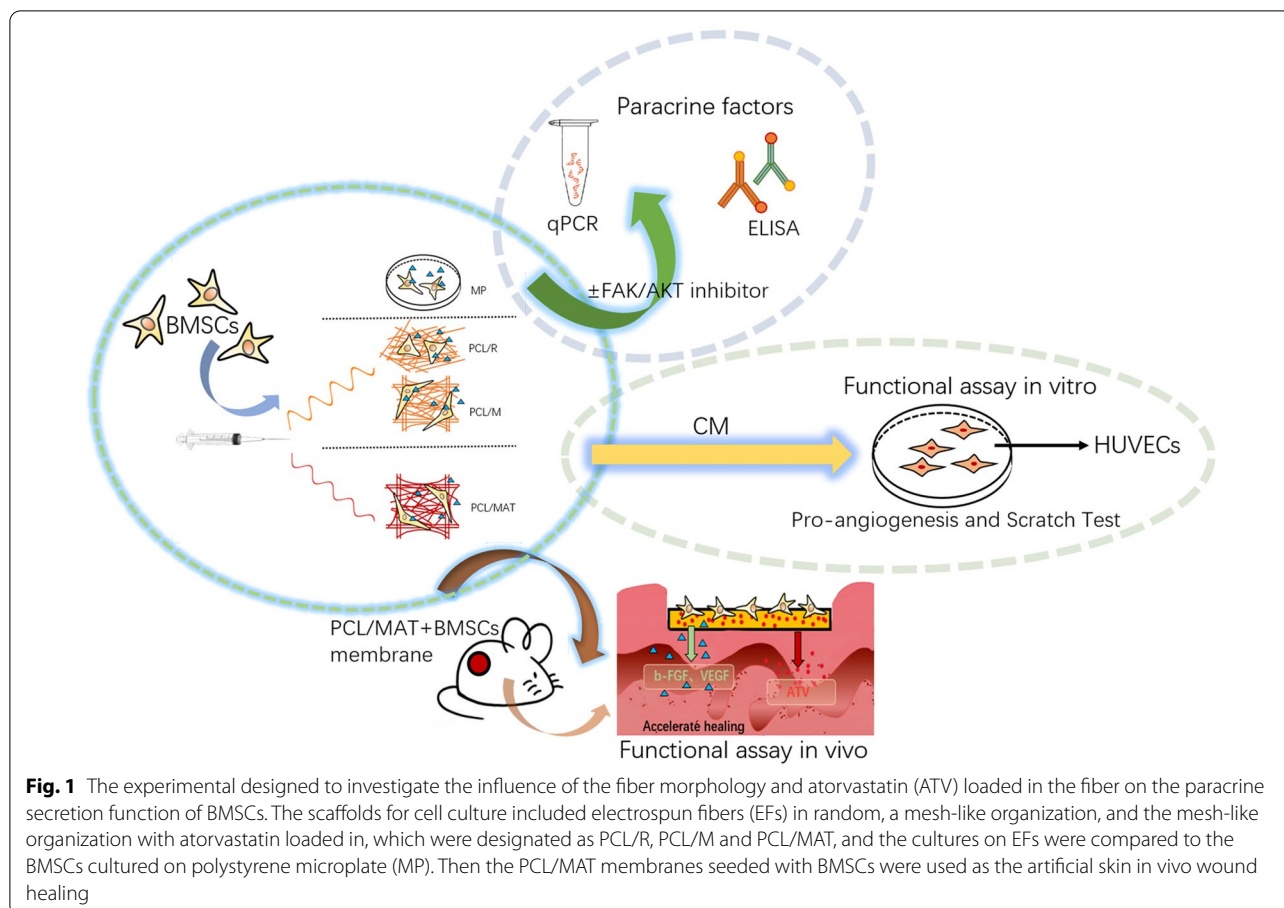 Paracrine factors
qPCR
ELISA
±FAK/AKT inhibitor
BMSCs
MP
PCL/R
PCL/M
PCL/MAT
CM
Functional assay in vitro
HUVECs
Pro-angiogenesis and Scratch Test
PCL/MAT+BMSCs
membrane
b-FGF、VEGF
ATV
Accelerate healing
Functional assay in vivo
Fig. 1 The experimental designed to investigate the influence of the fiber morphology and atorvastatin (ATV) loaded in the fiber on the paracrine
secretion function of BMSCs. The scaffolds for cell culture included electrospun fibers (EFs) in random, a mesh-like organization, and the mesh-like
organization with atorvastatin loaded in, which were designated as PCL/R, PCL/M and PCL/MAT, and the cultures on EFs were compared to the
BMSCs cultured on polystyrene microplate (MP). Then the PCL/MAT membranes seeded with BMSCs were used as the artificial skin in vivo wound
healing